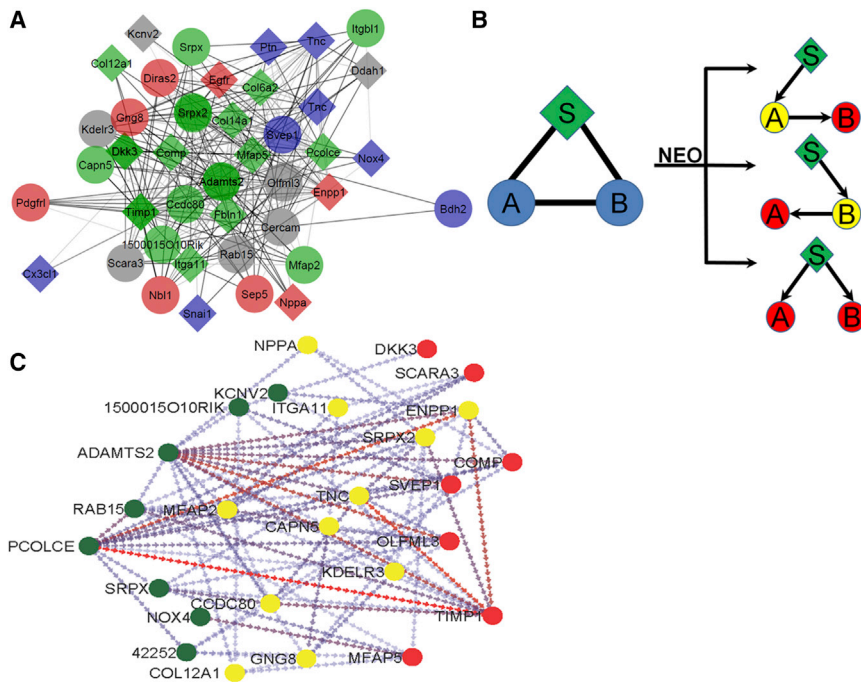 A
Kcnv2
Srpx
Ptn
Tnc
Itgbl1
Col12a1
Diras2
Egfr
Ddah1
Col6a2
Gng8
Srpx2
Tnc
Kdelr3
Col14a1
Svep1
Dkk3
Comp
Mfap5
Pcolce
Nox4
Capn5
Adamts2
Olfml3
Enpp1
Pdgfrl
Timp1
Ccdc80
Fbln1
Bdh2
Cercam
1500015O10Rik
Rab15
Scara3
Itga11
Mfap2
Cx3cl1
Nbl1
Sep5
Nppa
Snai1
B
S
A
B
NEO
S
A
B
S
A
B
S
A
B
C
NPPA
DKK3
SCARA3
KCNV2
1500015O10RIK
ITGA11
ENPP1
SRPX2
ADAMTS2
COMP
SVEP1
TNC
RAB15
MFAP2
CAPN5
OLFML3
PCOLCE
KDELR3
SRPX
CCDC80
TIMP1
NOX4
42252
GNG8
MFAP5
COL12A1